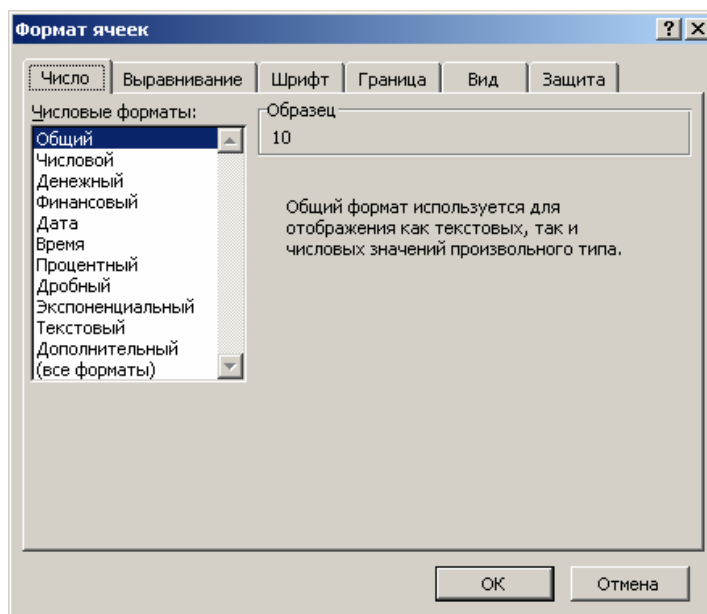 Формат ячеек
Число Выравнивание Шрифт Граница Вид Защита
Числовые форматы:
Общий
Числовой
Денежный
Финансовый
Дата
Время
Процентный
Дробный
Экспоненциальный
Текстовый
Дополнительный
(все форматы)
Образец
10
Общий формат используется для
отображения как текстовых, так и
числовых значений произвольного типа.
ОК Отмена